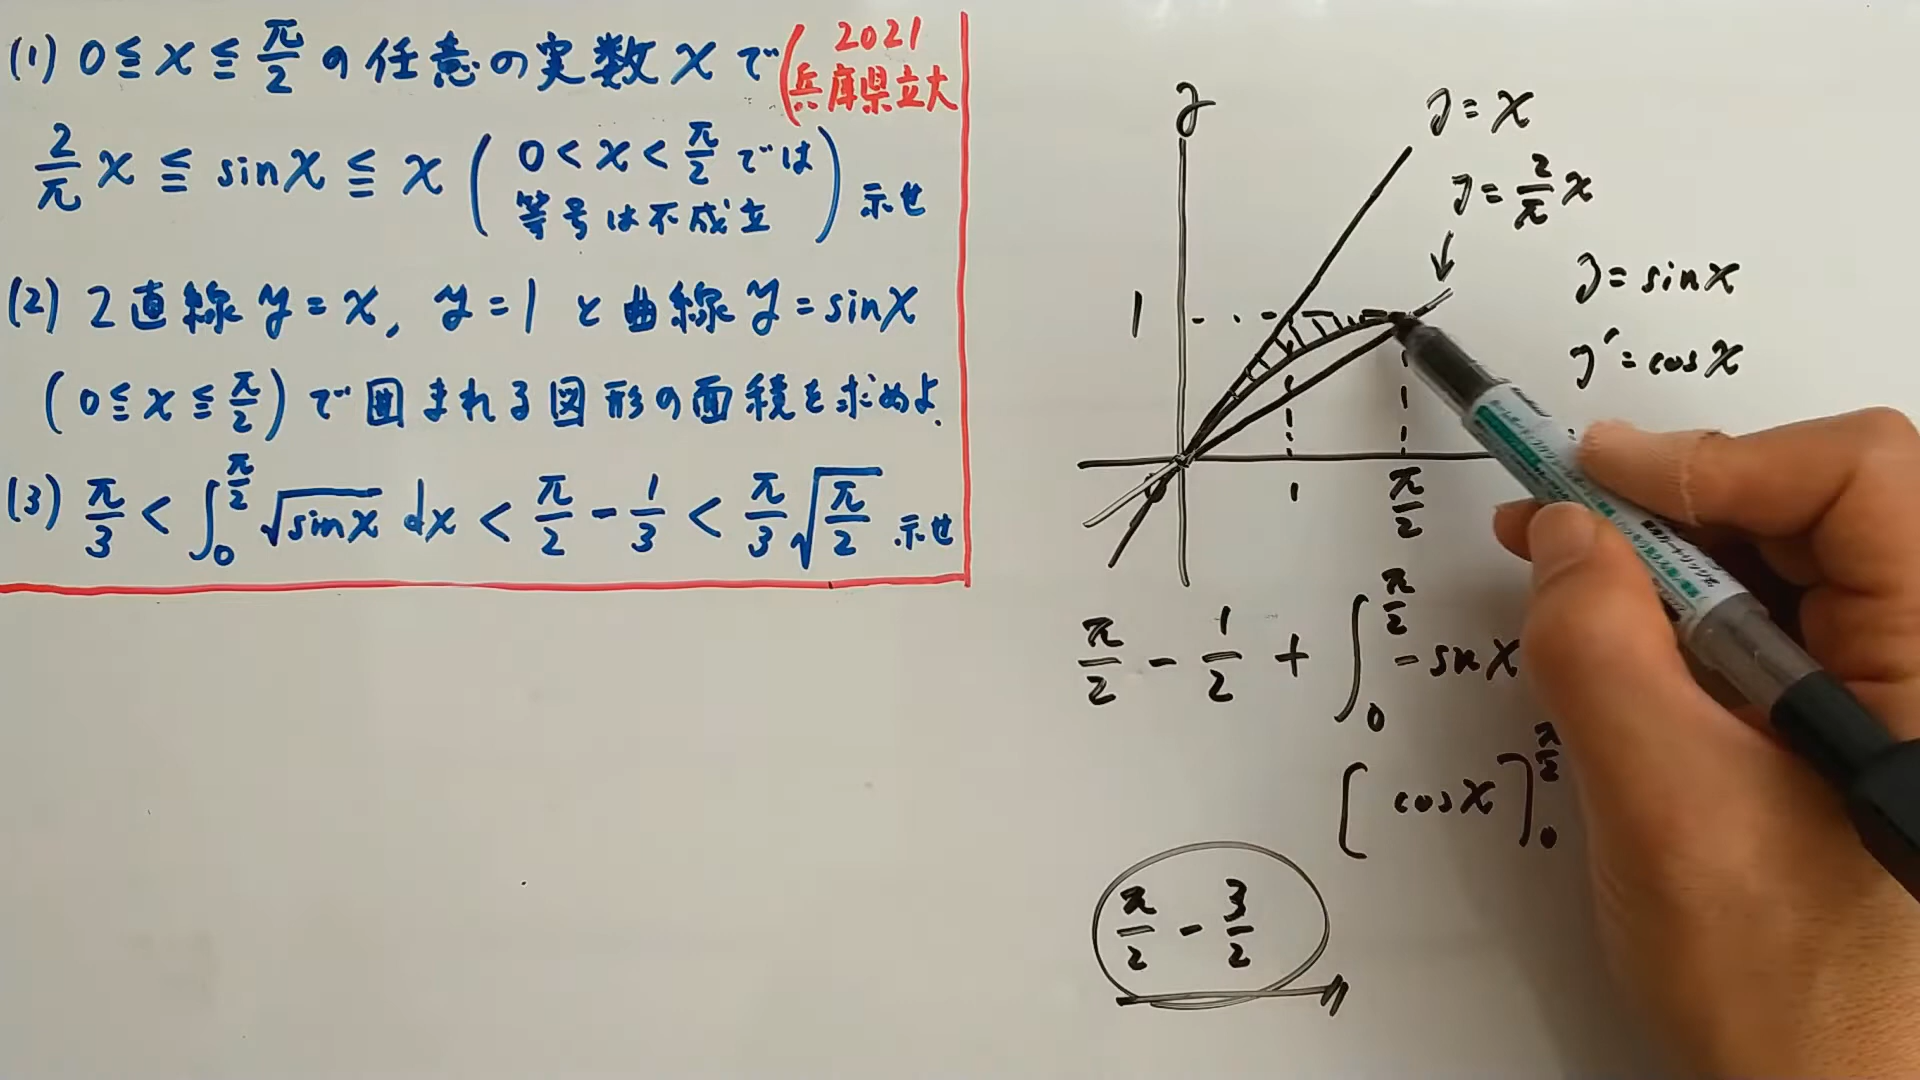 (1) 0≦x≦π/2の任意の実数xで
(2021
兵庫県立大
2/π x ≦ sinx ≦ x (0<x<π/2では
等号は不成立) 示せ
(2) 2直線y=x, y=1と曲線y=sinx
(0≦x≦π/2)で囲まれる図形の面積を求めよ.
(3) π/3 < ∫₀^{π/2} √sinx dx < π/2 - 1/3 < π/3 √(π/2) 示せ
y
y=x
y=2/π x
y=sinx
y'=cosx
1
1
π/2
π/2 - 1/2 + ∫₀^{π/2} -sinx
[cosx]₀^{π/2}
π/2 - 3/2